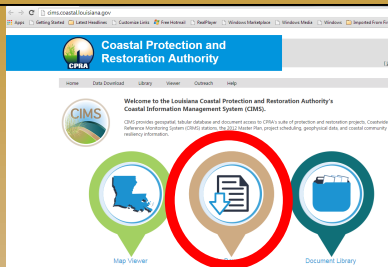 cims.coastal.louisiana.gov
Apps Getting Started Latest Headlines Customize Links Free Hotmail RealPlayer Windows Marketplace Windows Media Windows Imported From Fire
CPRA
Coastal Protection and
Restoration Authority
Home Data Download Library Viewer Outreach Help
CIMS
Welcome to the Louisiana Coastal Protection and Restoration Authority's
Coastal Information Management System (CIMS).
CIMS provides geospatial, tabular database and document access to CPRA's suite of protection and restoration projects, Coastwide
Reference Monitoring System (CRMS) stations, the 2012 Master Plan, project scheduling, geophysical data, and coastal community
resiliency information.
Map Viewer
Document Library